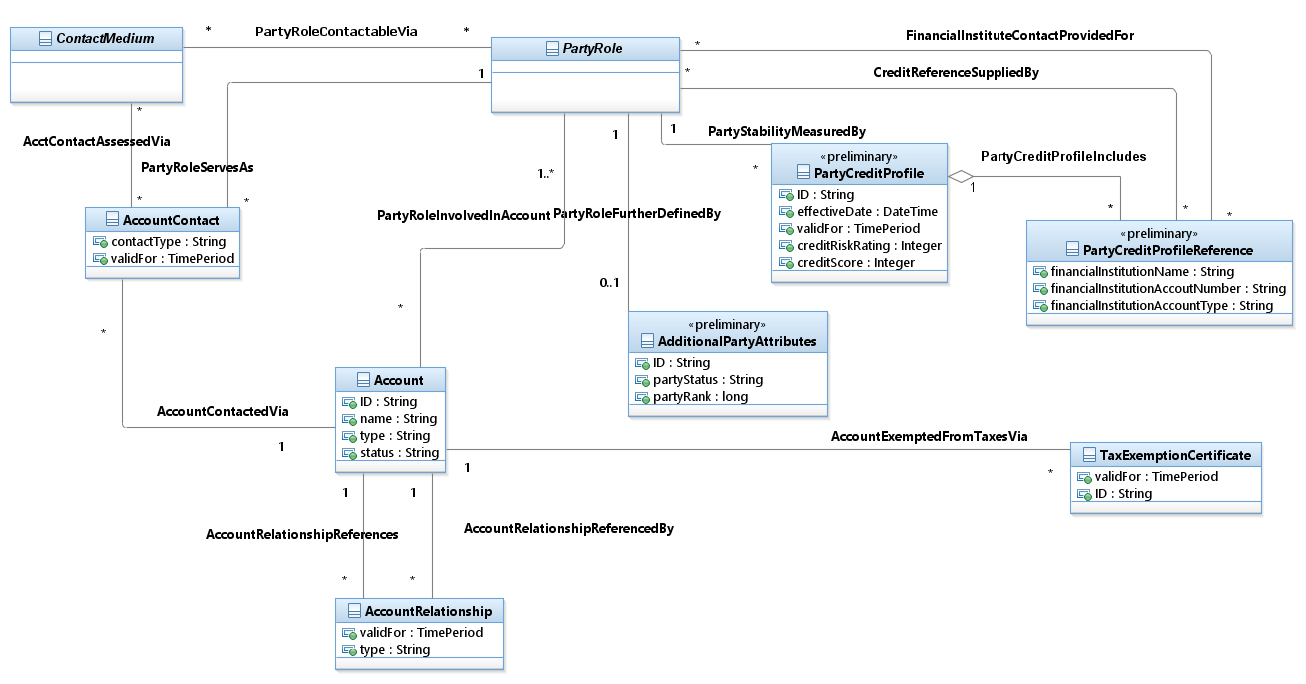 ContactMedium
*
PartyRoleContactableVia
*
PartyRole
*
FinancialInstituteContactProvidedFor
*
CreditReferenceSuppliedBy
1
*
AcctContactAssessedVia
PartyRoleServesAs
*
*
AccountContact
contactType : String
validFor : TimePeriod
1..*
PartyRoleInvolvedInAccount
*
1
PartyRoleFurtherDefinedBy
0..1
1
PartyStabilityMeasuredBy
*
«preliminary»
PartyCreditProfile
ID : String
effectiveDate : DateTime
validFor : TimePeriod
creditRiskRating : Integer
creditScore : Integer
PartyCreditProfileIncludes
1
*
*
*
«preliminary»
PartyCreditProfileReference
financialInstitutionName : String
financialInstitutionAccoutNumber : String
financialInstitutionAccountType : String
«preliminary»
AdditionalPartyAttributes
ID : String
partyStatus : String
partyRank : long
*
AccountContactedVia
1
Account
ID : String
name : String
type : String
status : String
1
AccountExemptedFromTaxesVia
*
TaxExemptionCertificate
validFor : TimePeriod
ID : String
1
1
AccountRelationshipReferences
AccountRelationshipReferencedBy
*
*
AccountRelationship
validFor : TimePeriod
type : String